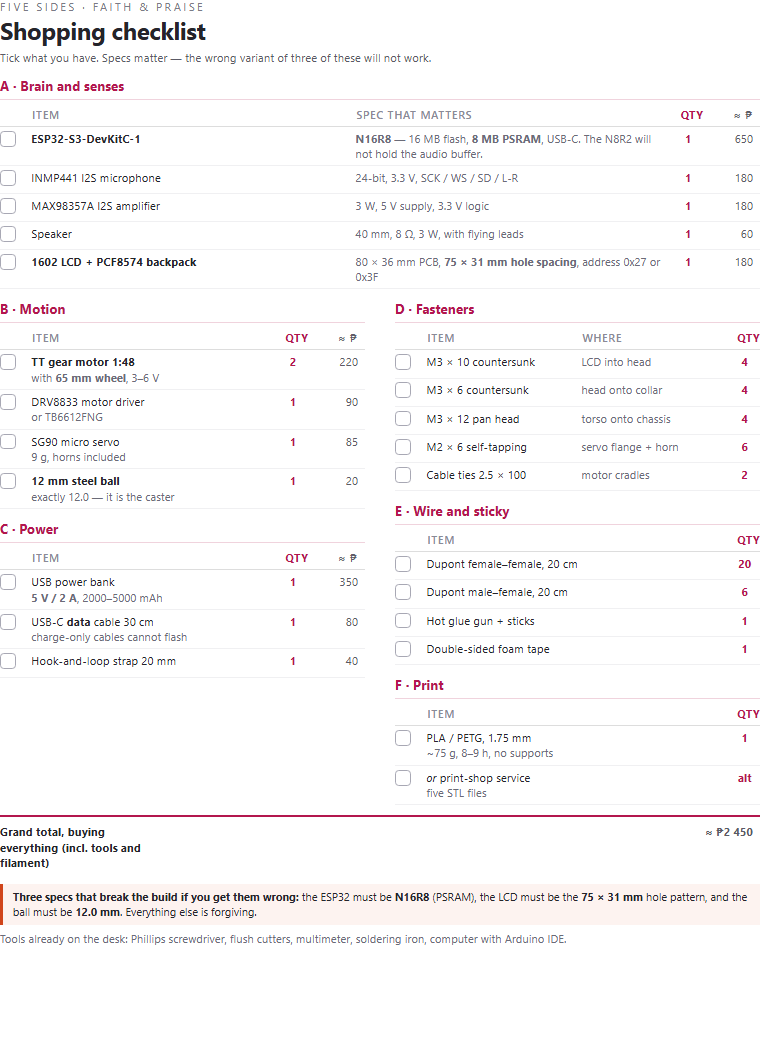 FIVE SIDES · FAITH & PRAISE
Shopping checklist
Tick what you have. Specs matter — the wrong variant of three of these will not work.
A · Brain and senses
ITEM SPEC THAT MATTERS QTY ≈ ₱
ESP32-S3-DevKitC-1 N16R8 — 16 MB flash, 8 MB PSRAM, USB-C. The N8R2 will 1 650
not hold the audio buffer.
INMP441 I2S microphone 24-bit, 3.3 V, SCK / WS / SD / L-R 1 180
MAX98357A I2S amplifier 3 W, 5 V supply, 3.3 V logic 1 180
Speaker 40 mm, 8 Ω, 3 W, with flying leads 1 60
1602 LCD + PCF8574 backpack 80 × 36 mm PCB, 75 × 31 mm hole spacing, address 0x27 or 1 180
0x3F
B · Motion
ITEM QTY ≈ ₱
TT gear motor 1:48 2 220
with 65 mm wheel, 3–6 V
DRV8833 motor driver 1 90
or TB6612FNG
SG90 micro servo 1 85
9 g, horns included
12 mm steel ball 1 20
exactly 12.0 — it is the caster
C · Power
ITEM QTY ≈ ₱
USB power bank 1 350
5 V / 2 A, 2000–5000 mAh
USB-C data cable 30 cm 1 80
charge-only cables cannot flash
Hook-and-loop strap 20 mm 1 40
D · Fasteners
ITEM WHERE QTY
M3 × 10 countersunk LCD into head 4
M3 × 6 countersunk head onto collar 4
M3 × 12 pan head torso onto chassis 4
M2 × 6 self-tapping servo flange + horn 6
Cable ties 2.5 × 100 motor cradles 2
E · Wire and sticky
ITEM QTY
Dupont female–female, 20 cm 20
Dupont male–female, 20 cm 6
Hot glue gun + sticks 1
Double-sided foam tape 1
F · Print
ITEM QTY
PLA / PETG, 1.75 mm 1
~75 g, 8–9 h, no supports
or print-shop service alt
five STL files
Grand total, buying ≈ ₱2 450
everything (incl. tools and
filament)
Three specs that break the build if you get them wrong: the ESP32 must be N16R8 (PSRAM), the LCD must be the 75 × 31 mm hole pattern, and the
ball must be 12.0 mm. Everything else is forgiving.
Tools already on the desk: Phillips screwdriver, flush cutters, multimeter, soldering iron, computer with Arduino IDE.